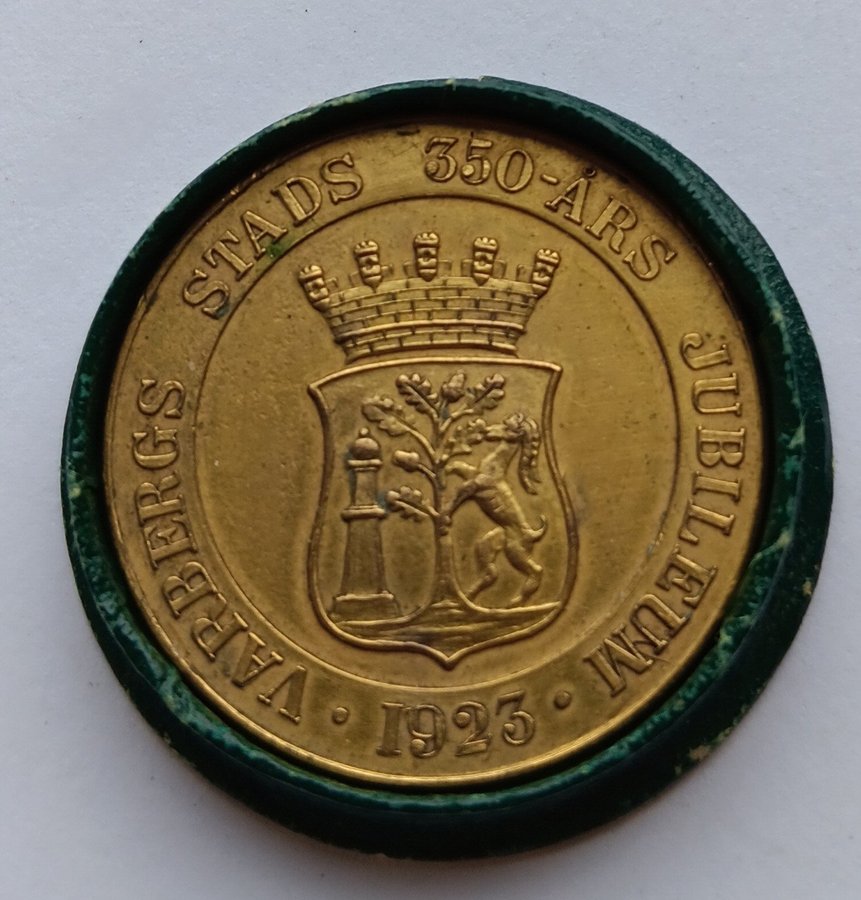 VARBERGS STADS 350-ÅRS JUBILEUM
· 1923 ·